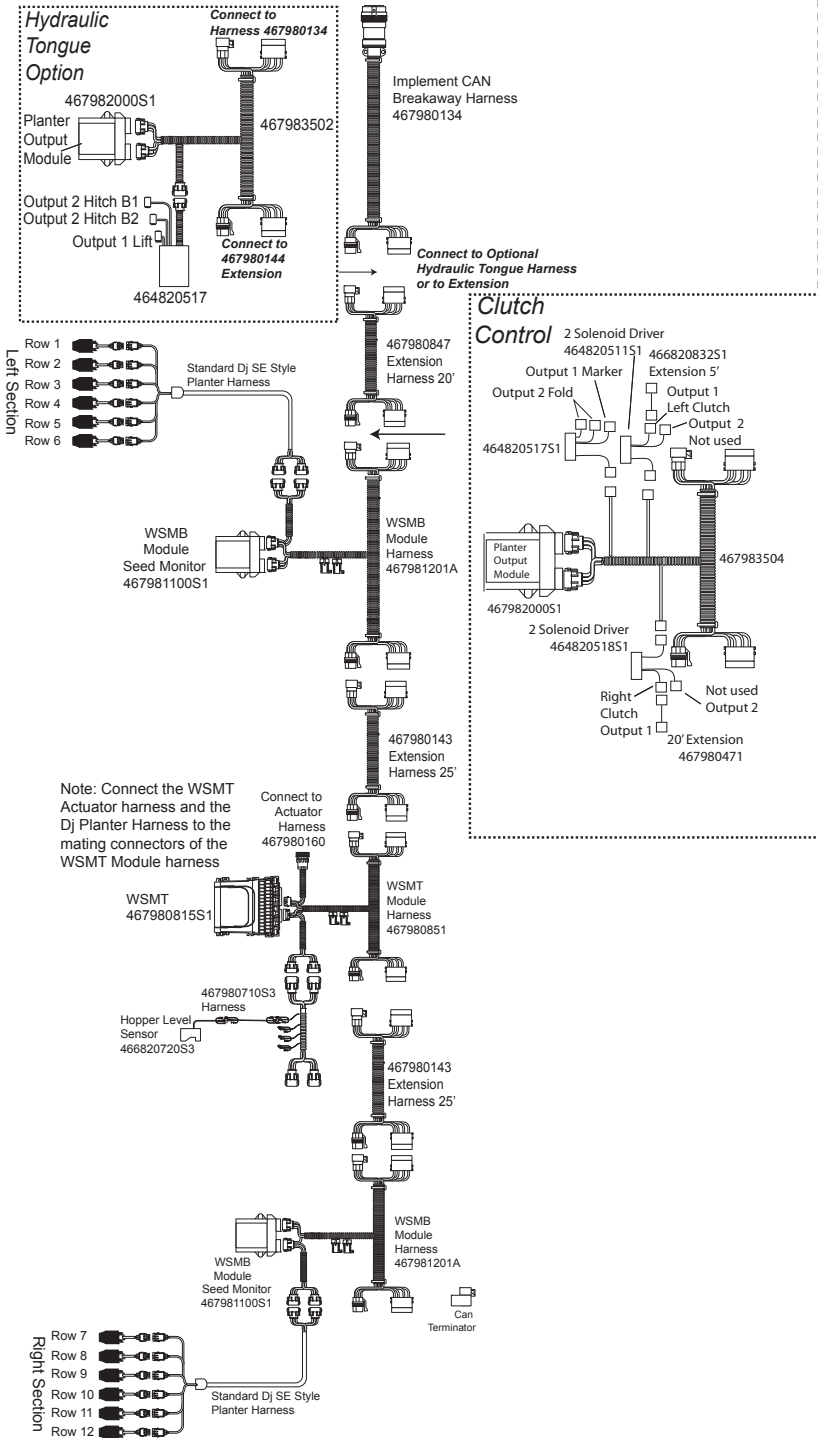 Hydraulic
Tongue
Option
Connect to
Harness 467980134
467982000S1
Planter
Output
Module
467983502
Output 2 Hitch B1
Output 2 Hitch B2
Output 1 Lift
464820517
Connect to
467980144
Extension
Implement CAN
Breakaway Harness
467980134
Connect to Optional
Hydraulic Tongue Harness
or to Extension
467980847
Extension
Harness 20'
Left Section
Row 1
Row 2
Row 3
Row 4
Row 5
Row 6
Standard Dj SE Style
Planter Harness
WSMB
Module
Seed Monitor
467981100S1
WSMB
Module
Harness
467981201A
Clutch
Control
2 Solenoid Driver
464820511S1
466820832S1
Extension 5'
Output 1 Marker
Output 2 Fold
Output 1
Left Clutch
Output 2
Not used
464820517S1
Planter
Output
Module
467982000S1
467983504
2 Solenoid Driver
464820518S1
Right
Clutch
Output 1
Not used
Output 2
20' Extension
467980471
467980143
Extension
Harness 25'
Note: Connect the WSMT
Actuator harness and the
Dj Planter Harness to the
mating connectors of the
WSMT Module harness
Connect to
Actuator
Harness
467980160
WSMT
467980815S1
WSMT
Module
Harness
467980851
467980710S3
Harness
Hopper Level
Sensor
466820720S3
467980143
Extension
Harness 25'
WSMB
Module
Seed Monitor
467981100S1
WSMB
Module
Harness
467981201A
Can
Terminator
Right Section
Row 7
Row 8
Row 9
Row 10
Row 11
Row 12
Standard Dj SE Style
Planter Harness